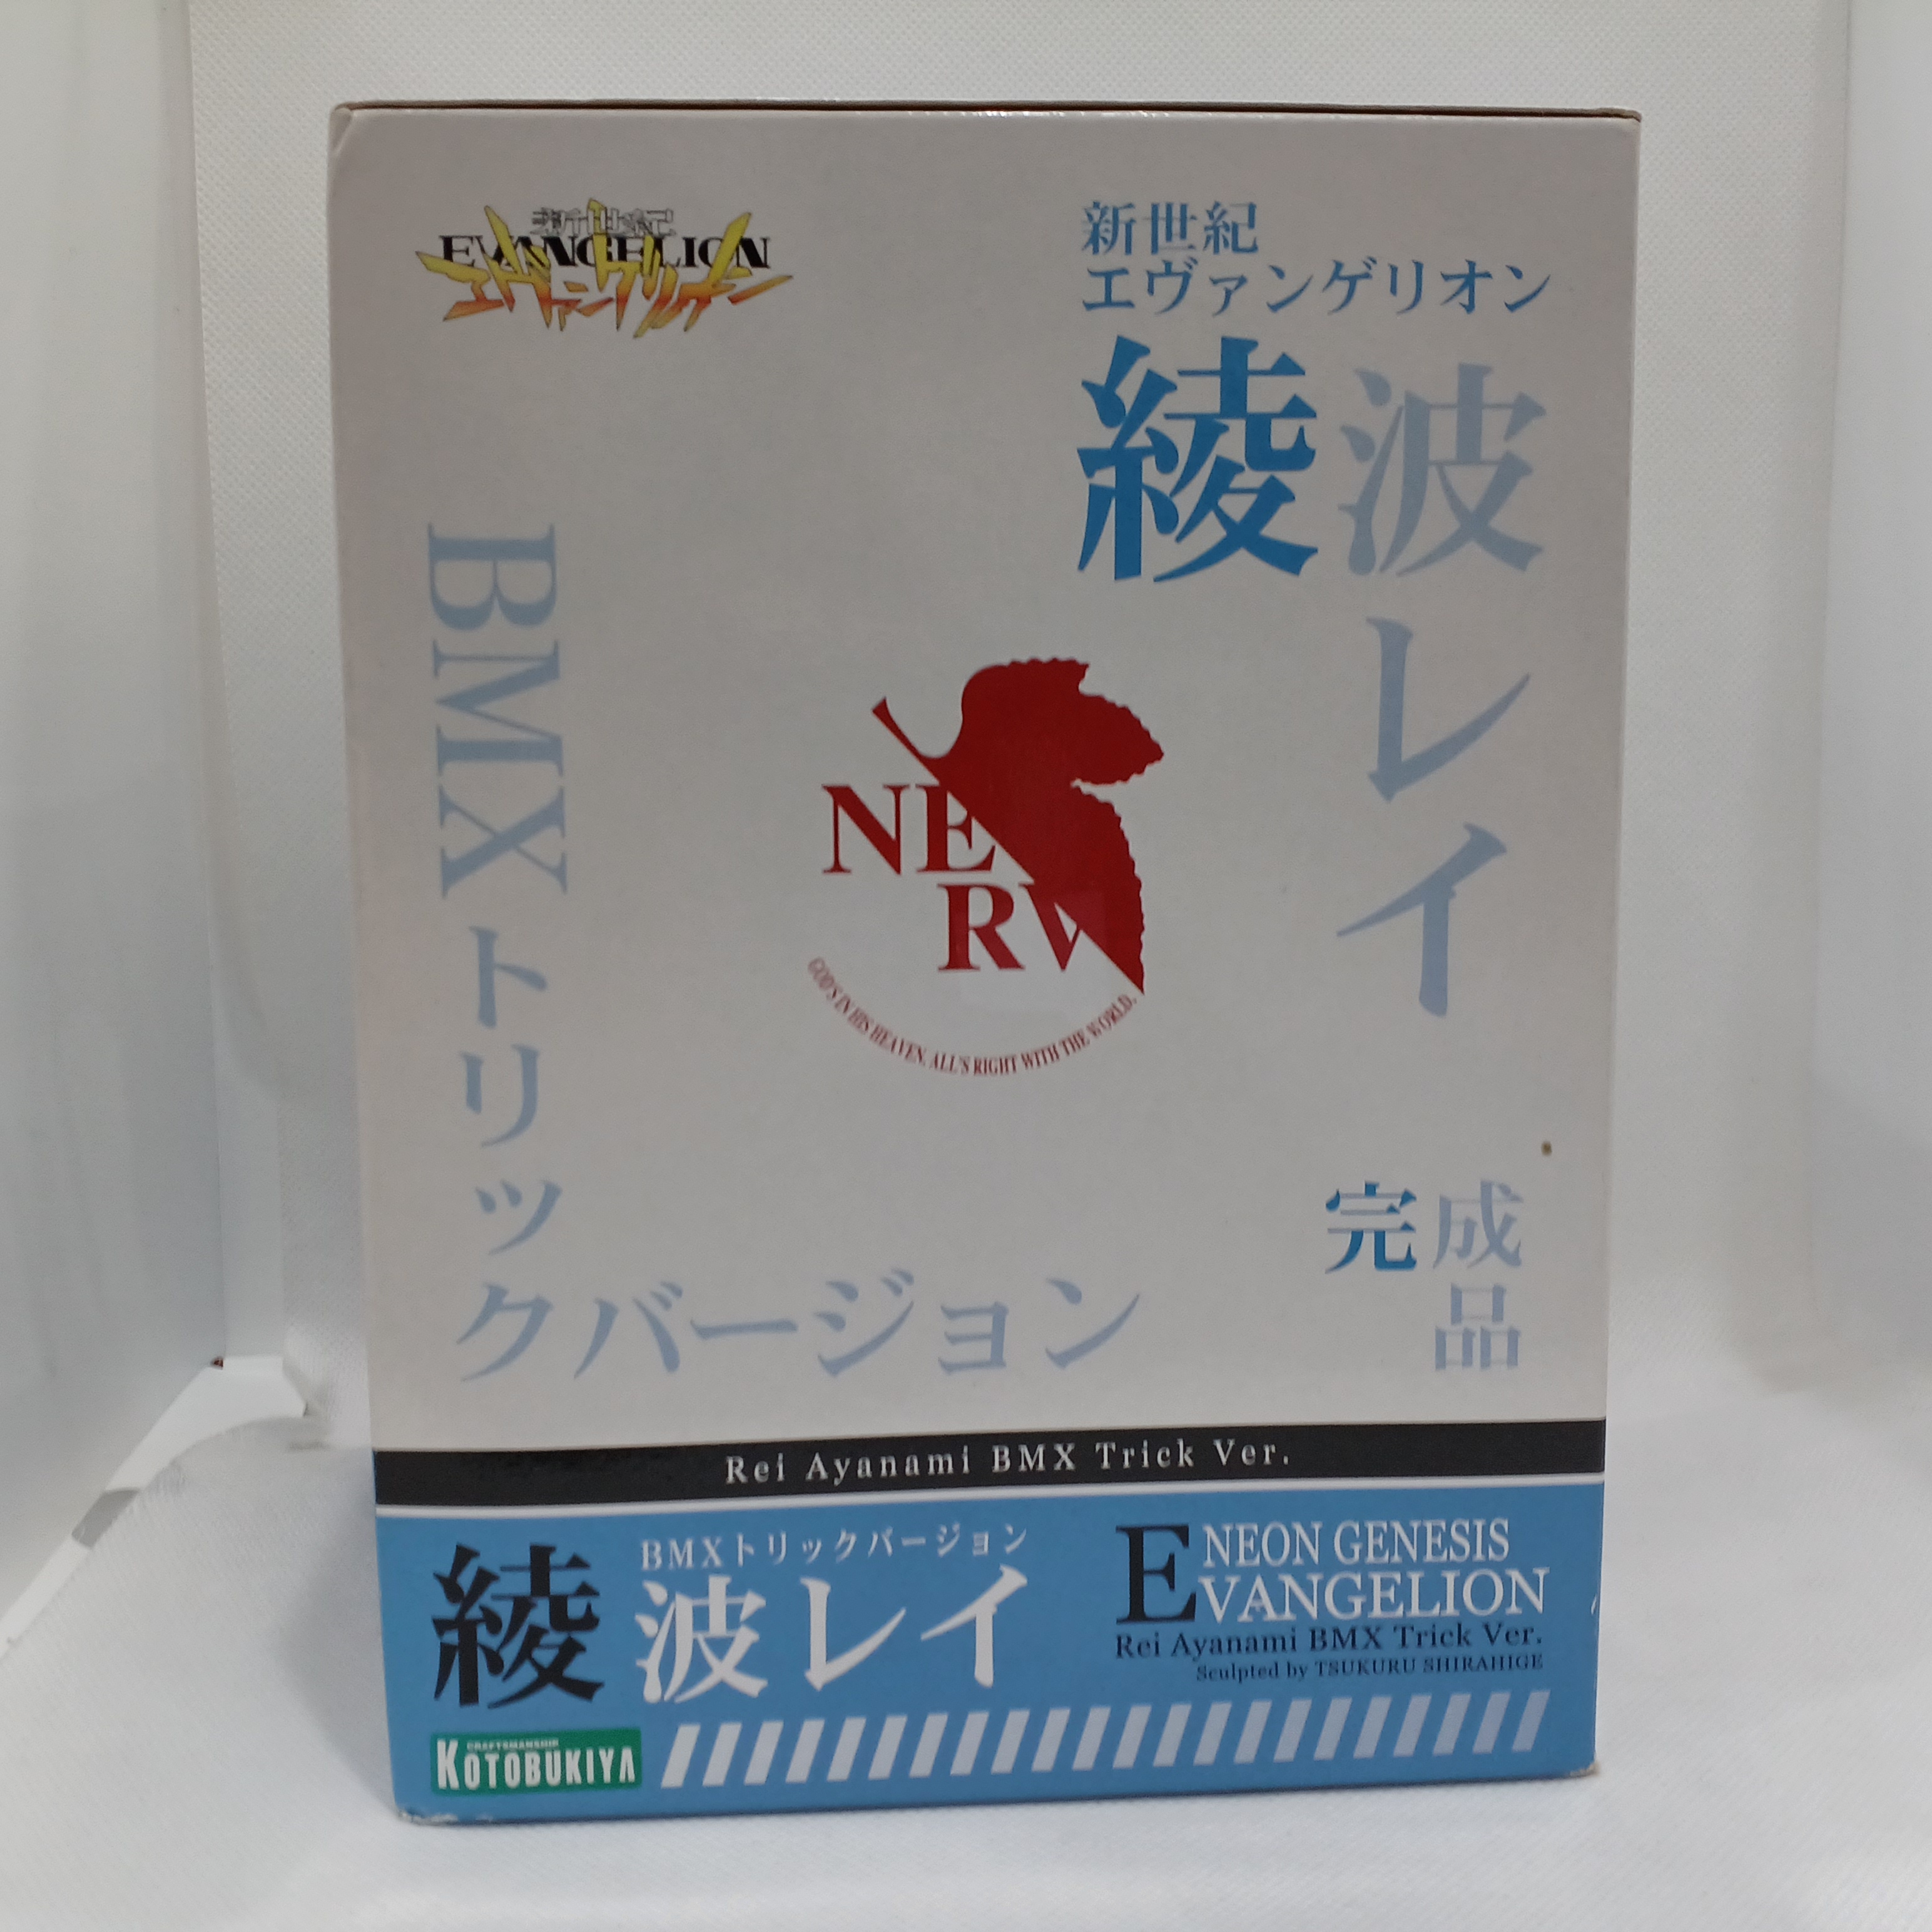 新世紀
EVANGELION
エヴァンゲリオン
新世紀
エヴァンゲリオン
綾波レイ
BMXトリックバージョン
NERV
GOD'S IN HIS HEAVEN. ALL'S RIGHT WITH THE WORLD.
完成品
Rei Ayanami BMX Trick Ver.
BMXトリックバージョン
綾波レイ
NEON GENESIS
EVANGELION
Rei Ayanami BMX Trick Ver.
Sculpted by TSUKURU SHIRAHIGE
CRAFTSMANSHIP
KOTOBUKIYA